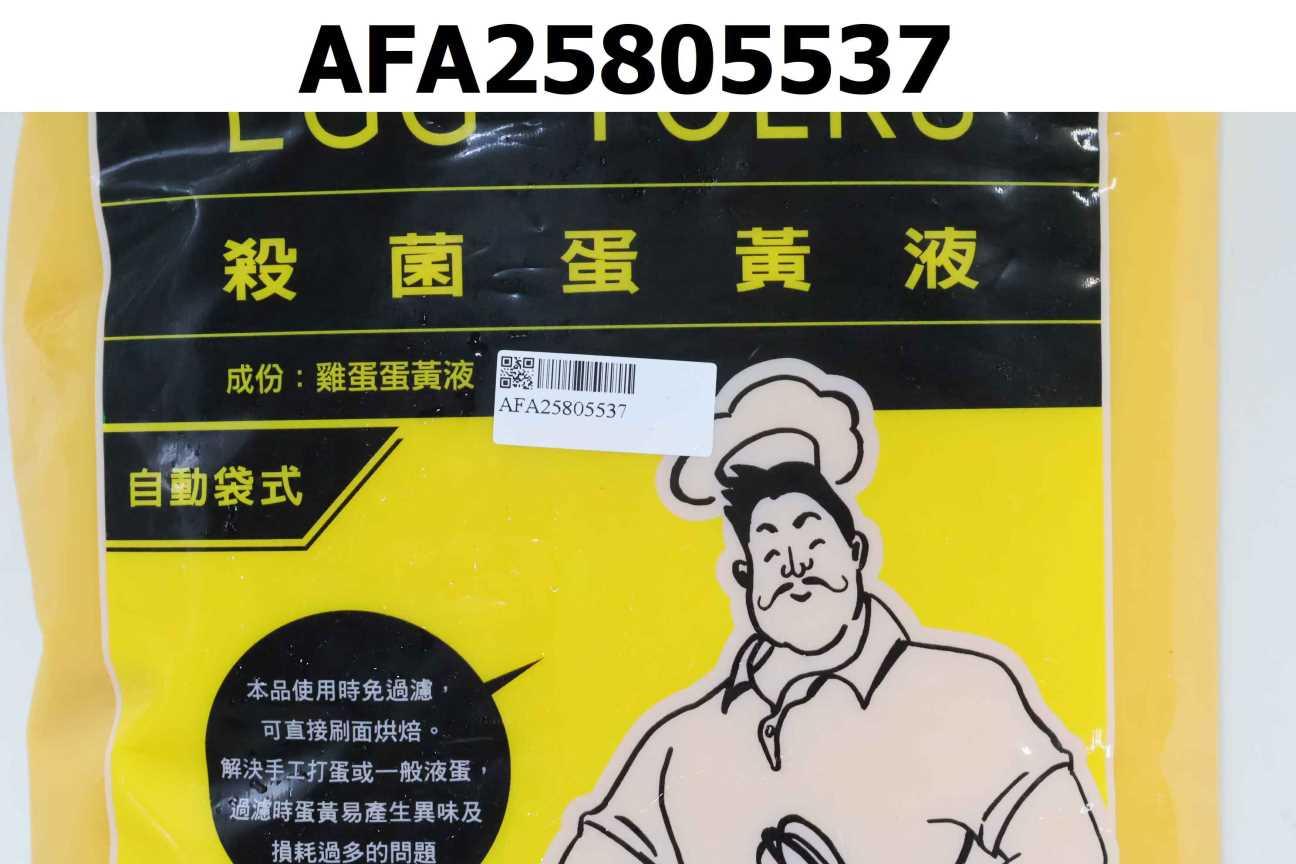 AFA25805537
EGG YOLKS
殺菌蛋黃液
成份：雞蛋蛋黃液
AFA25805537
自動袋式
本品使用時免過濾，
可直接刷面烘焙。
解決手工打蛋或一般液蛋，
過濾時蛋黃易產生異味及
損耗過多的問題